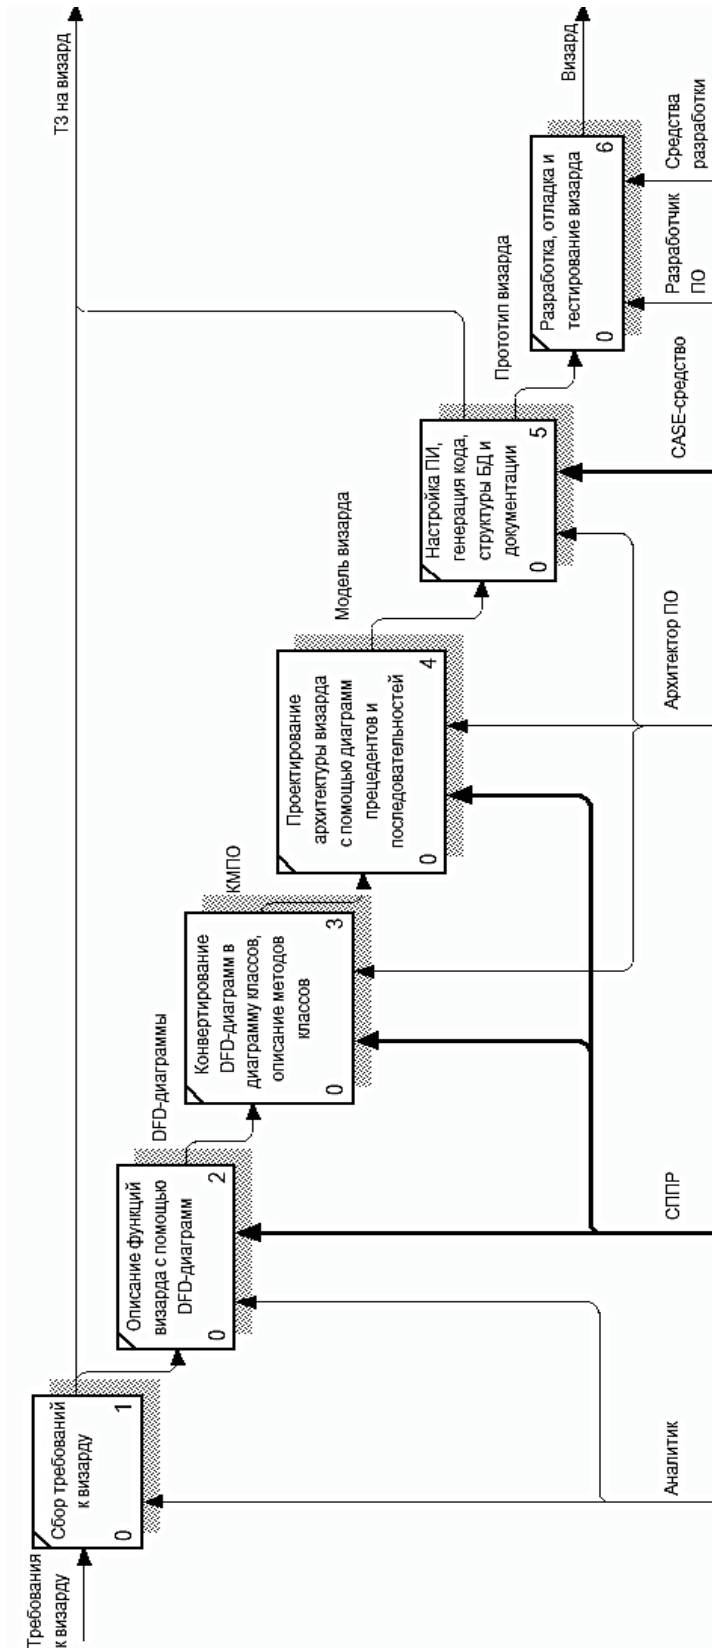 Требования
к визарду
Сбор требований
к визарду
0
1
ТЗ на визард
Описание функций
визарда с помощью
DFD-диаграмм
0
2
DFD-диаграммы
Конвертирование
DFD-диаграмм в
диаграмму классов,
описание методов
классов
0
3
КМПО
Проектирование
архитектуры визарда
с помощью диаграмм
прецедентов и
последовательностей
0
4
Модель визарда
Настройка ПИ,
генерация кода,
структуры БД и
документации
0
5
Прототип визарда
Разработка, отладка и
тестирование визарда
0
6
Визард
Аналитик
СППР
Архитектор ПО
CASE-средство
Разработчик
ПО
Средства
разработки